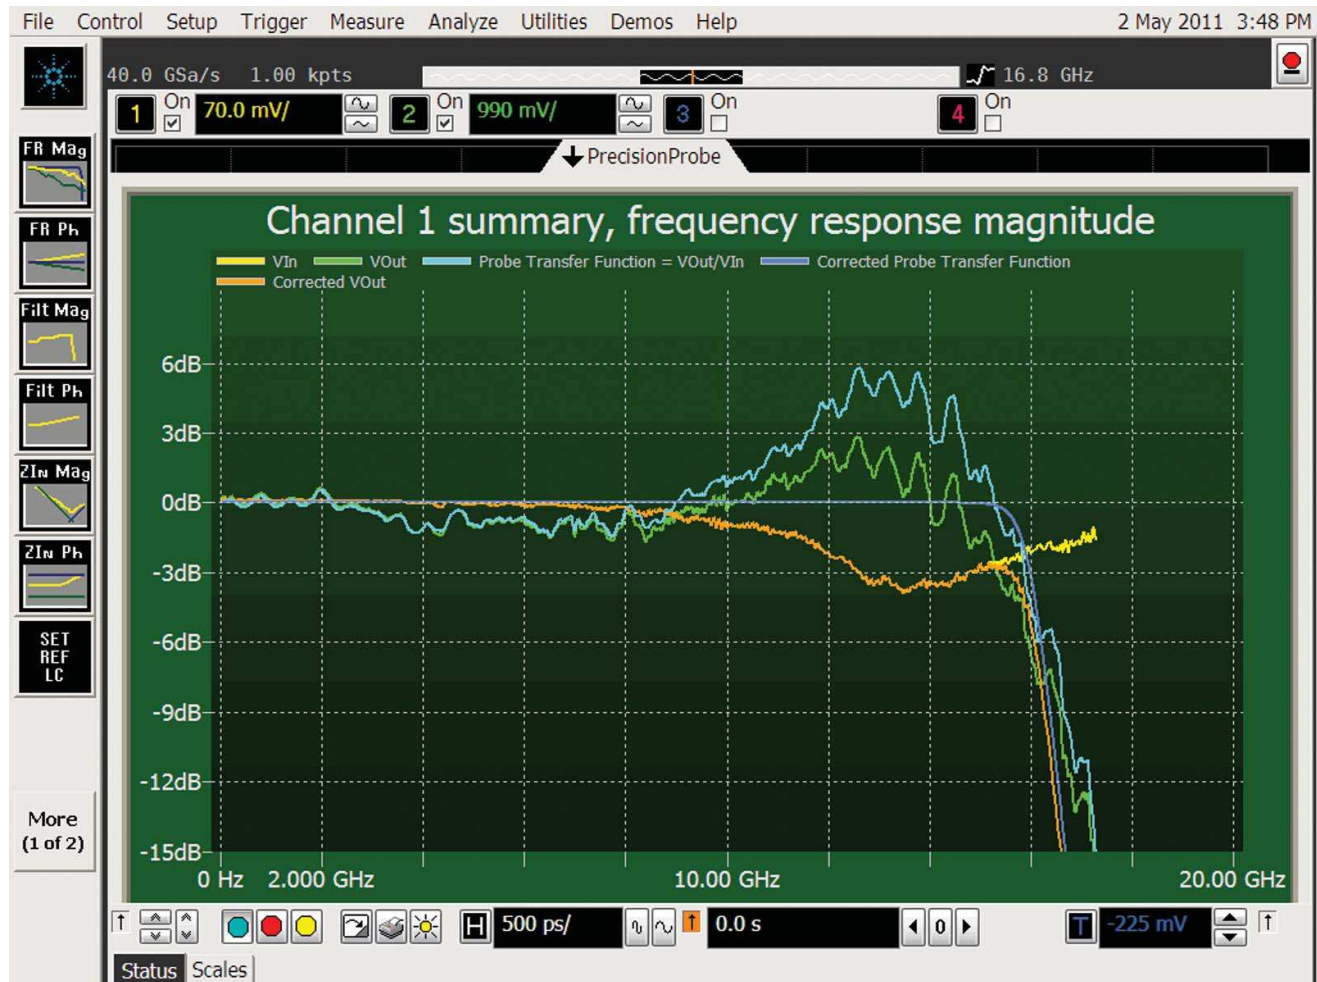 File Control Setup Trigger Measure Analyze Utilities Demos Help 2 May 2011 3:48 PM
40.0 GSa/s 1.00 kpts 16.8 GHz
1 On 70.0 mV/ 2 On 990 mV/ 3 On 4 On
PrecisionProbe
FR Mag
FR Ph
Filt Mag
Filt Ph
ZIN Mag
ZIN Ph
SET
REF
LC
More
(1 of 2)
Channel 1 summary, frequency response magnitude
VIn VOut Probe Transfer Function = VOut/VIn Corrected Probe Transfer Function
Corrected VOut
6dB
3dB
0dB
-3dB
-6dB
-9dB
-12dB
-15dB
0 Hz 2.000 GHz 10.00 GHz 20.00 GHz
H 500 ps/ 0.0 s 0 T -225 mV
Status Scales